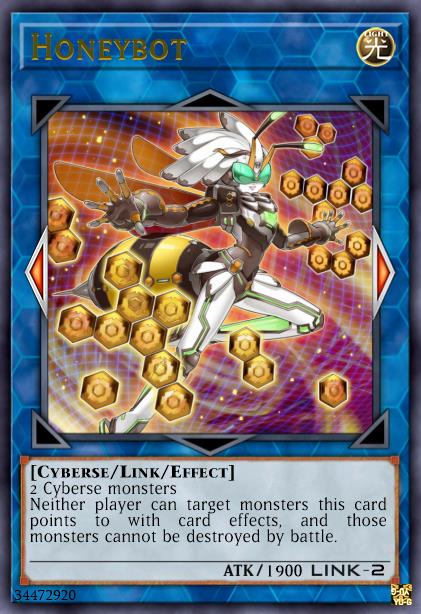 HONEYBOT
LIGHT
光
[CYBERSE/LINK/EFFECT]
2 Cyberse monsters
Neither player can target monsters this card
points to with card effects, and those
monsters cannot be destroyed by battle.
ATK/1900 LINK-2
34472920